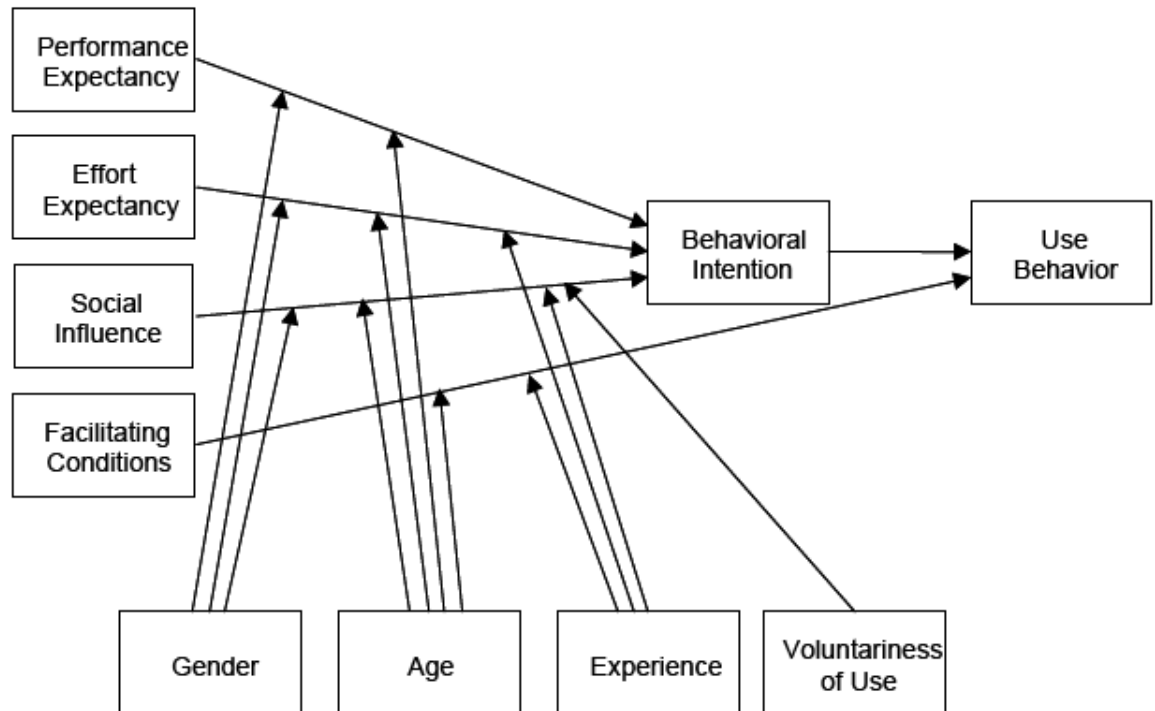 Performance
Expectancy
Effort
Expectancy
Social
Influence
Facilitating
Conditions
Behavioral
Intention
Use
Behavior
Gender
Age
Experience
Voluntariness
of Use